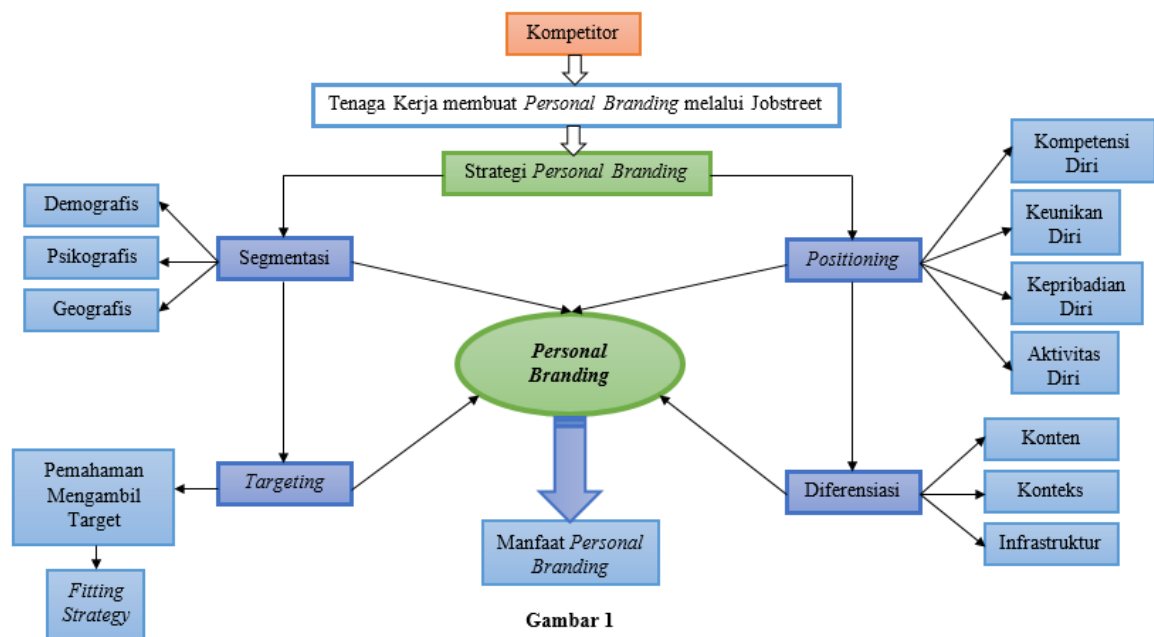 Kompetitor
Tenaga Kerja membuat Personal Branding melalui Jobstreet
Strategi Personal Branding
Demografis
Psikografis
Geografis
Segmentasi
Positioning
Kompetensi
Diri
Keunikan
Diri
Kepribadian
Diri
Aktivitas
Diri
Personal
Branding
Pemahaman
Mengambil
Target
Targeting
Fitting
Strategy
Diferensiasi
Konten
Konteks
Infrastruktur
Manfaat Personal
Branding
Gambar 1